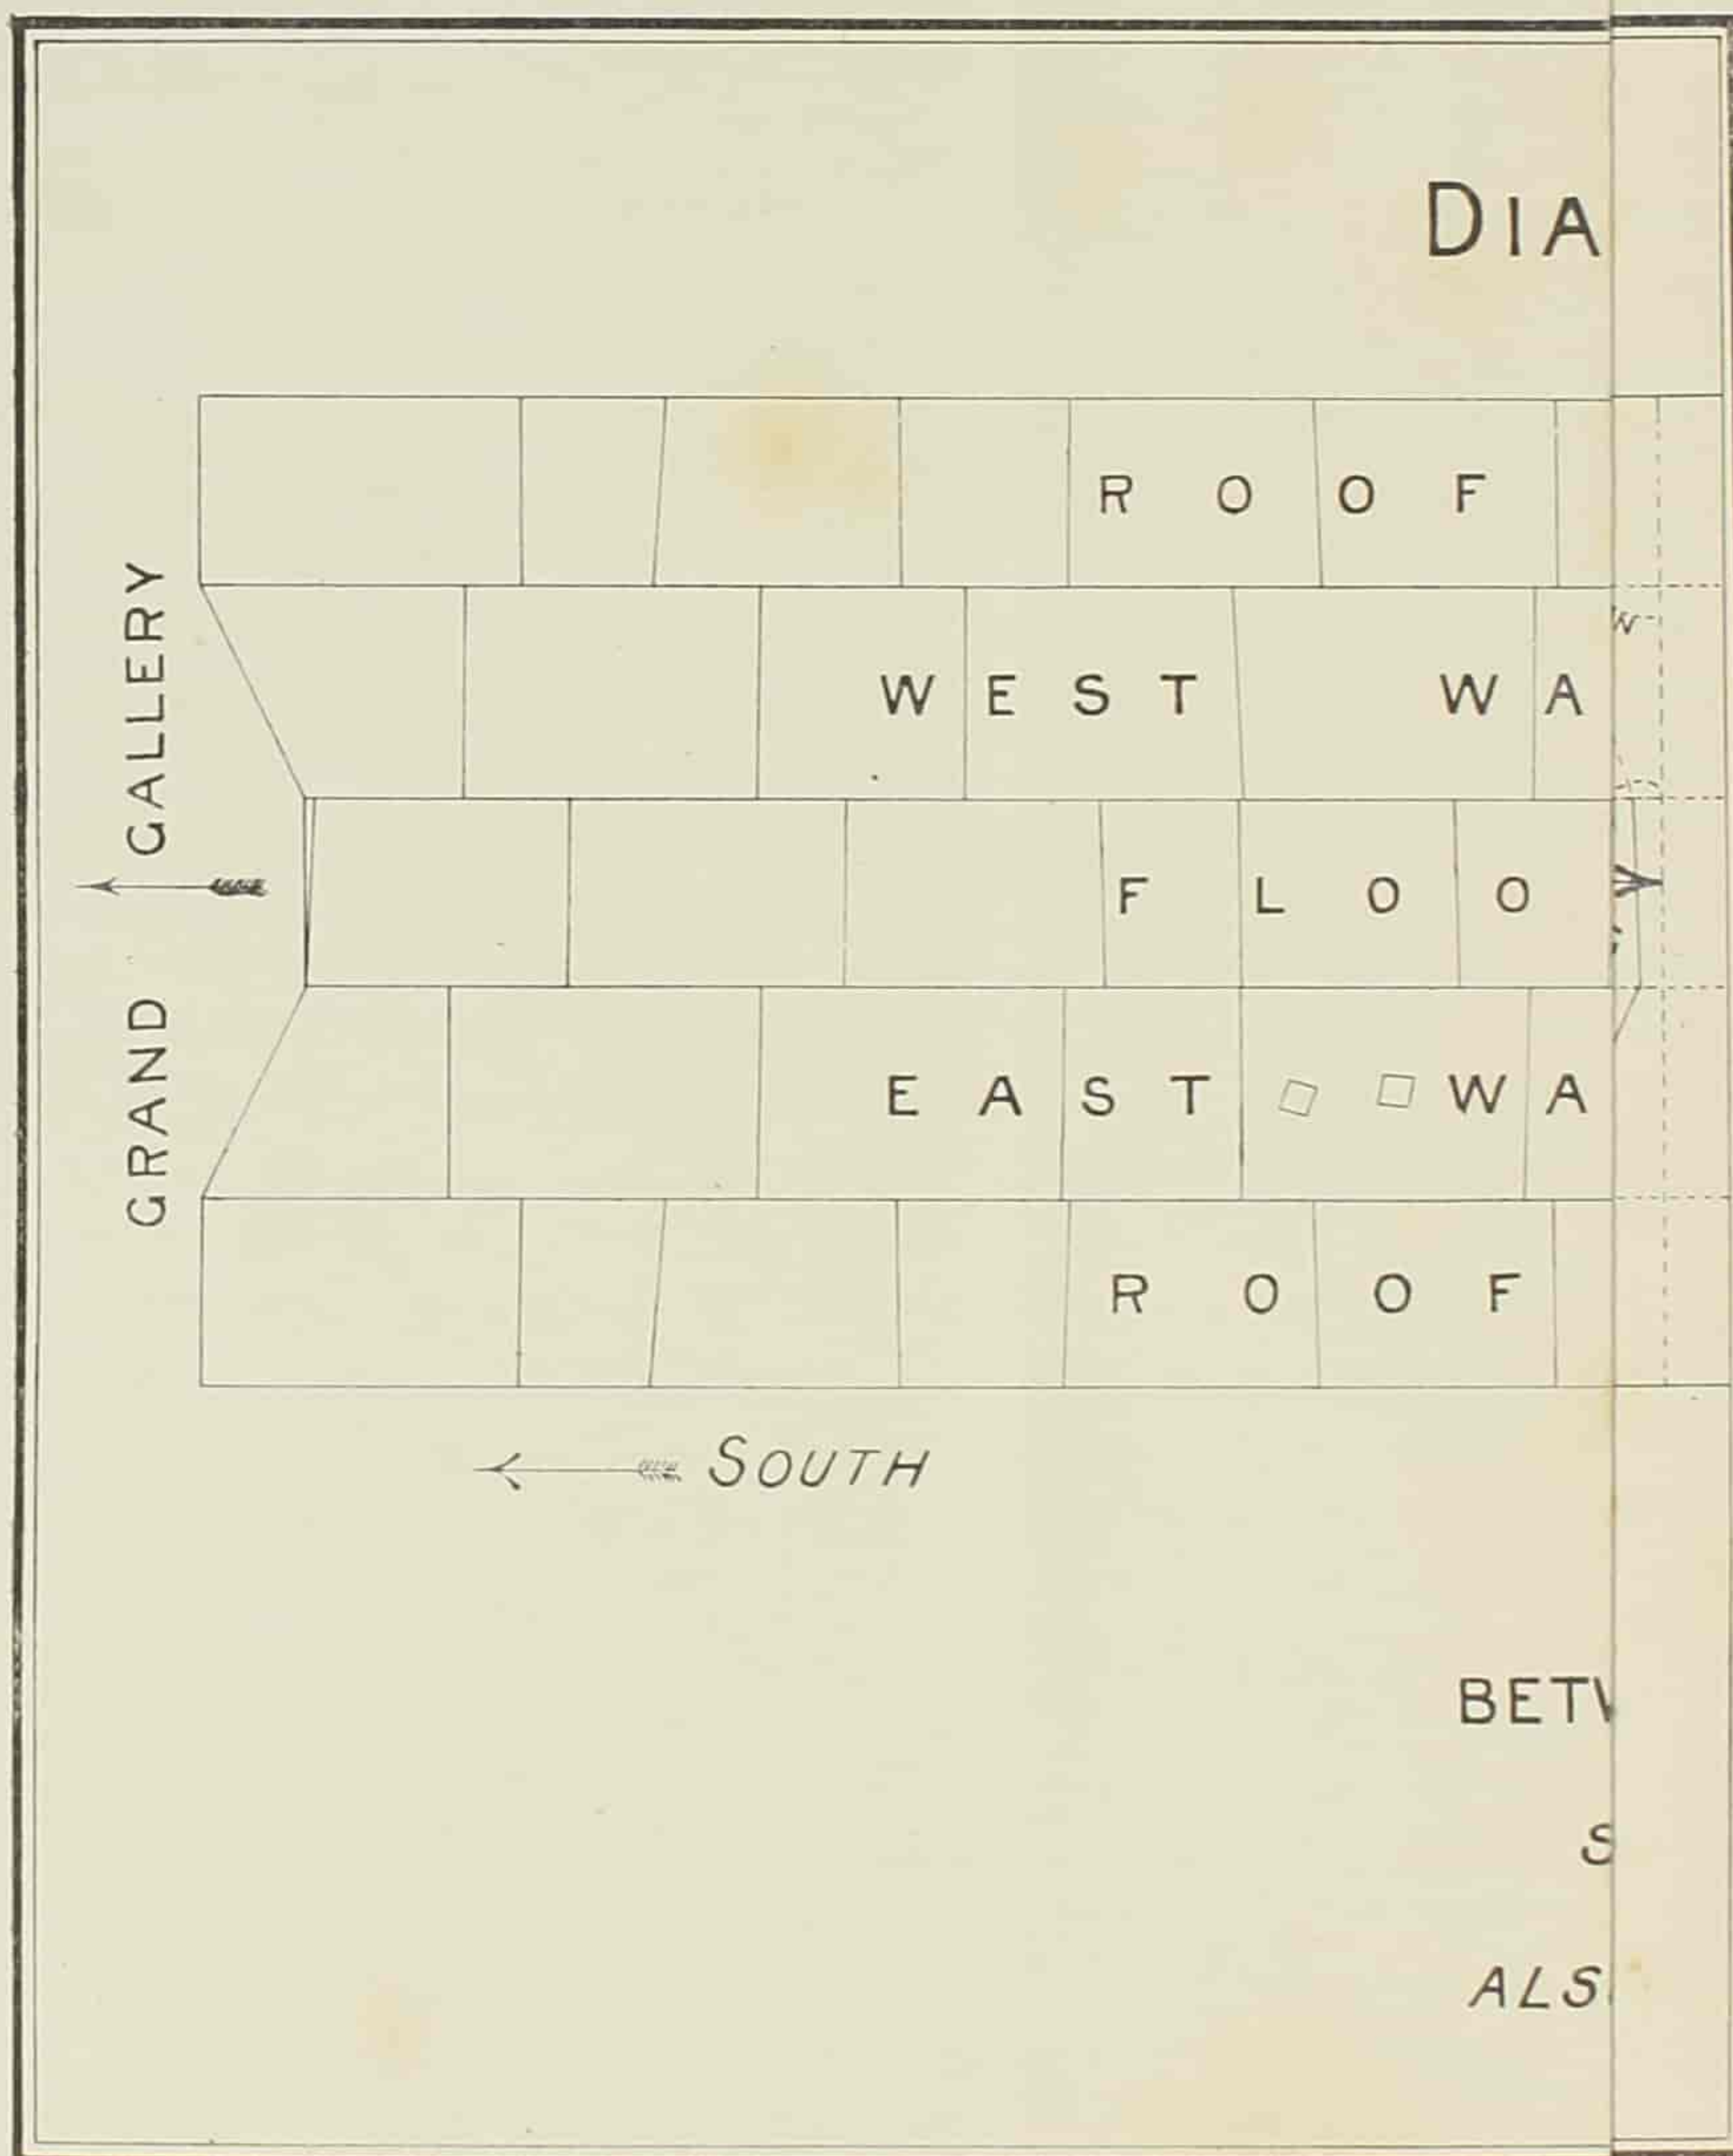 DIA
ROOF
WEST WA
FLOO
EAST WA
ROOF
GRAND GALLERY
SOUTH
BET
S
ALS